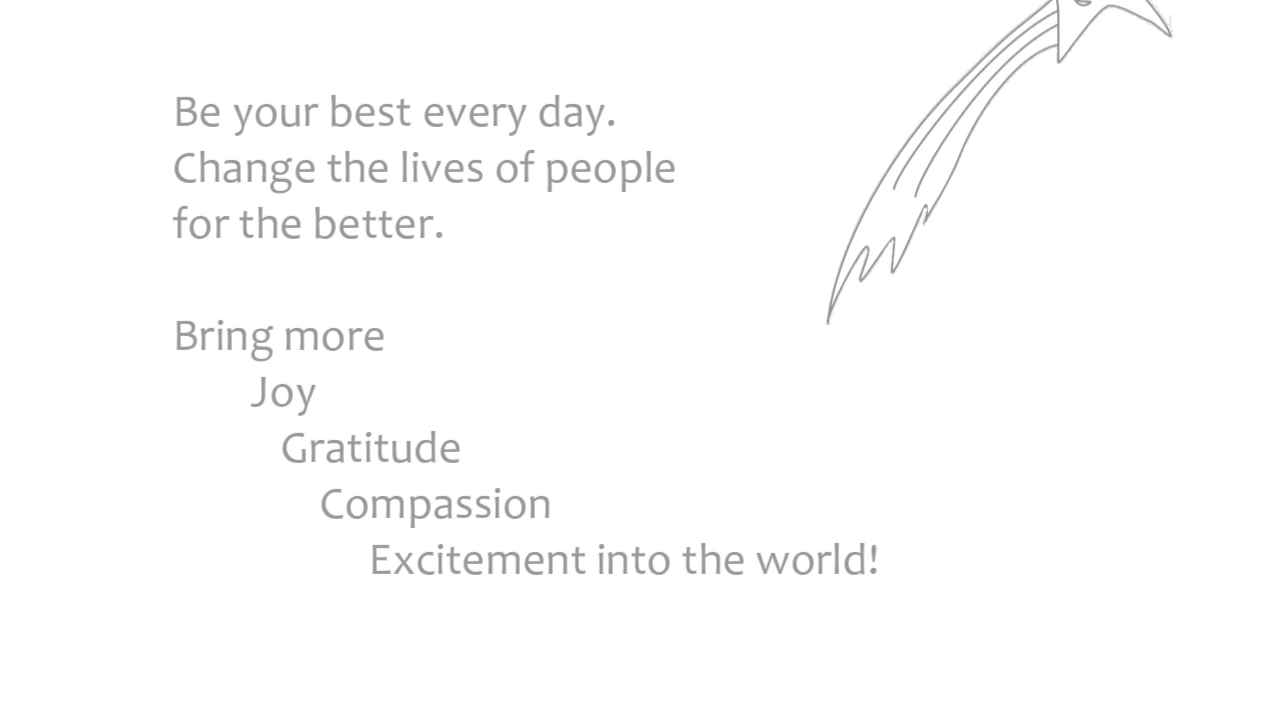 Be your best every day.
Change the lives of people
for the better.
Bring more
Joy
Gratitude
Compassion
Excitement into the world!